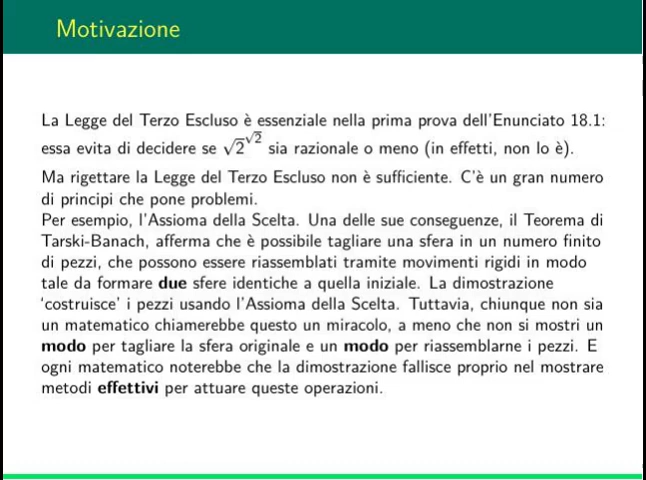 Motivazione
La Legge del Terzo Escluso è essenziale nella prima prova dell'Enunciato 18.1:
essa evita di decidere se √2^√2 sia razionale o meno (in effetti, non lo è).
Ma rigettare la Legge del Terzo Escluso non è sufficiente. C'è un gran numero
di principi che pone problemi.
Per esempio, l'Assioma della Scelta. Una delle sue conseguenze, il Teorema di
Tarski-Banach, afferma che è possibile tagliare una sfera in un numero finito
di pezzi, che possono essere riassemblati tramite movimenti rigidi in modo
tale da formare due sfere identiche a quella iniziale. La dimostrazione
'costruisce' i pezzi usando l'Assioma della Scelta. Tuttavia, chiunque non sia
un matematico chiamerebbe questo un miracolo, a meno che non si mostri un
modo per tagliare la sfera originale e un modo per riassemblarne i pezzi. E
ogni matematico noterebbe che la dimostrazione fallisce proprio nel mostrare
metodi effettivi per attuare queste operazioni.